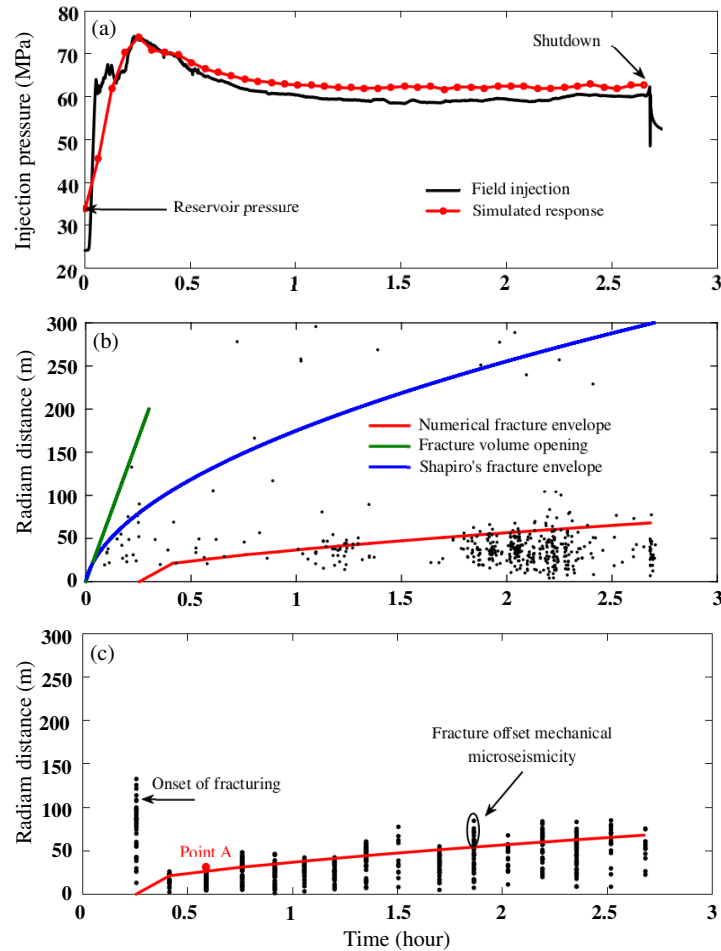 (a)
80
70
60
50
40
30
20
Injection pressure (MPa)
Shutdown
Reservoir pressure
Field injection
Simulated response
0 0.5 1 1.5 2 2.5 3
(b)
300
250
200
150
100
50
0
Radiam distance (m)
Numerical fracture envelope
Fracture volume opening
Shapiro's fracture envelope
0 0.5 1 1.5 2 2.5 3
(c)
300
250
200
150
100
50
0
Radiam distance (m)
Fracture offset mechanical
microseismicity
Onset of fracturing
Point A
0 0.5 1 1.5 2 2.5 3
Time (hour)